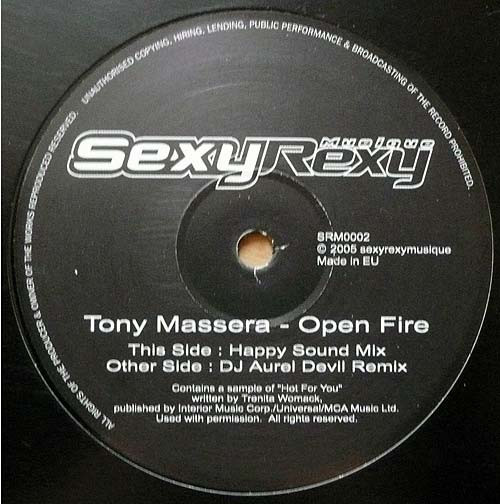 UNAUTHORISED COPYING, HIRING, LENDING, PUBLIC PERFORMANCE & BROADCASTING OF THE RECORD PROHIBITED.
Musique
SexyRexy
SRM0002
© 2005 sexyrexymusique
Made in EU
Tony Massera - Open Fire
This Side : Happy Sound Mix
Other Side : DJ Aurel Devil Remix
Contains a sample of "Hot For You"
written by Trenita Womack,
published by Interior Music Corp./Universal/MCA Music Ltd.
Used with permission. All rights reserved.
ALL RIGHTS OF THE PRODUCER & OWNER OF THE WORKS REPRODUCED RESERVED.